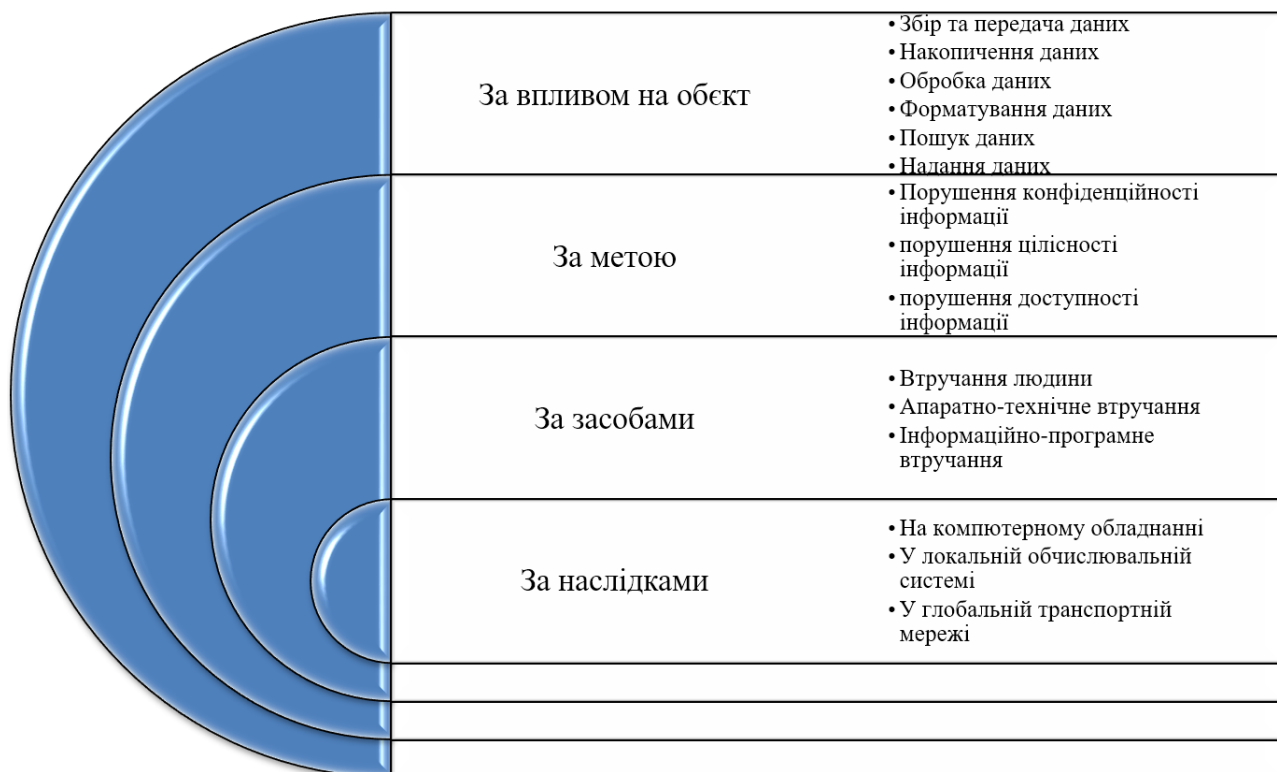 За впливом на обєкт
• Збір та передача даних
• Накопичення даних
• Обробка даних
• Форматування даних
• Пошук даних
• Надання даних
За метою
• Порушення конфіденційності
інформації
• порушення цілісності
інформації
• порушення доступності
інформації
За засобами
• Втручання людини
• Апаратно-технічне втручання
• Інформаційно-програмне
втручання
За наслідками
• На компютерному обладнанні
• У локальній обчислювальній
системі
• У глобальній транспортній
мережі